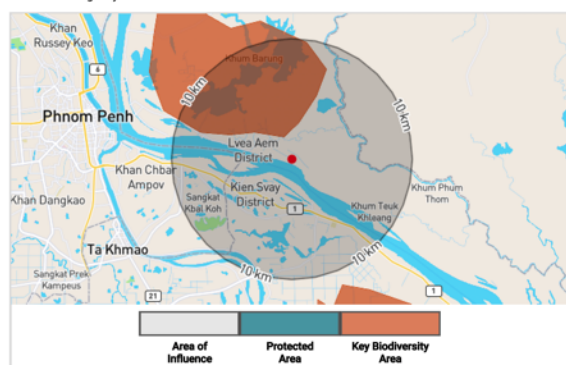 Khan
Russey Keo
6
Khum Barung
10 km
10 km
Phnom Penh
Lvea Aem
District
Khan Chbar
Ampov
Kien Svay
District
Khum Phum
Thom
Khan Dangkao
Sangkat
Kbal Koh
1
Khum Teuk
Khleang
Ta Khmao
10 km
10 km
Sangkat Prek
Kampeus
21
1
Area of
Influence
Protected
Area
Key Biodiversity
Area